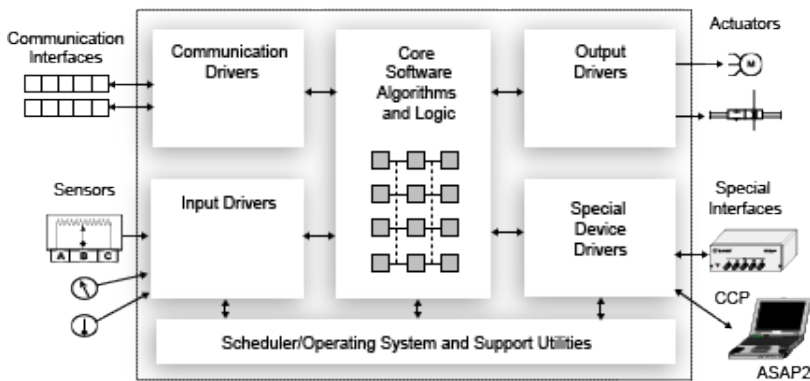 Communication
Interfaces
Communication
Drivers
Core
Software
Algorithms
and Logic
Output
Drivers
Actuators
M
Sensors
A B C
Input Drivers
Special
Device
Drivers
Special
Interfaces
CCP
ASAP2
Scheduler/Operating System and Support Utilities